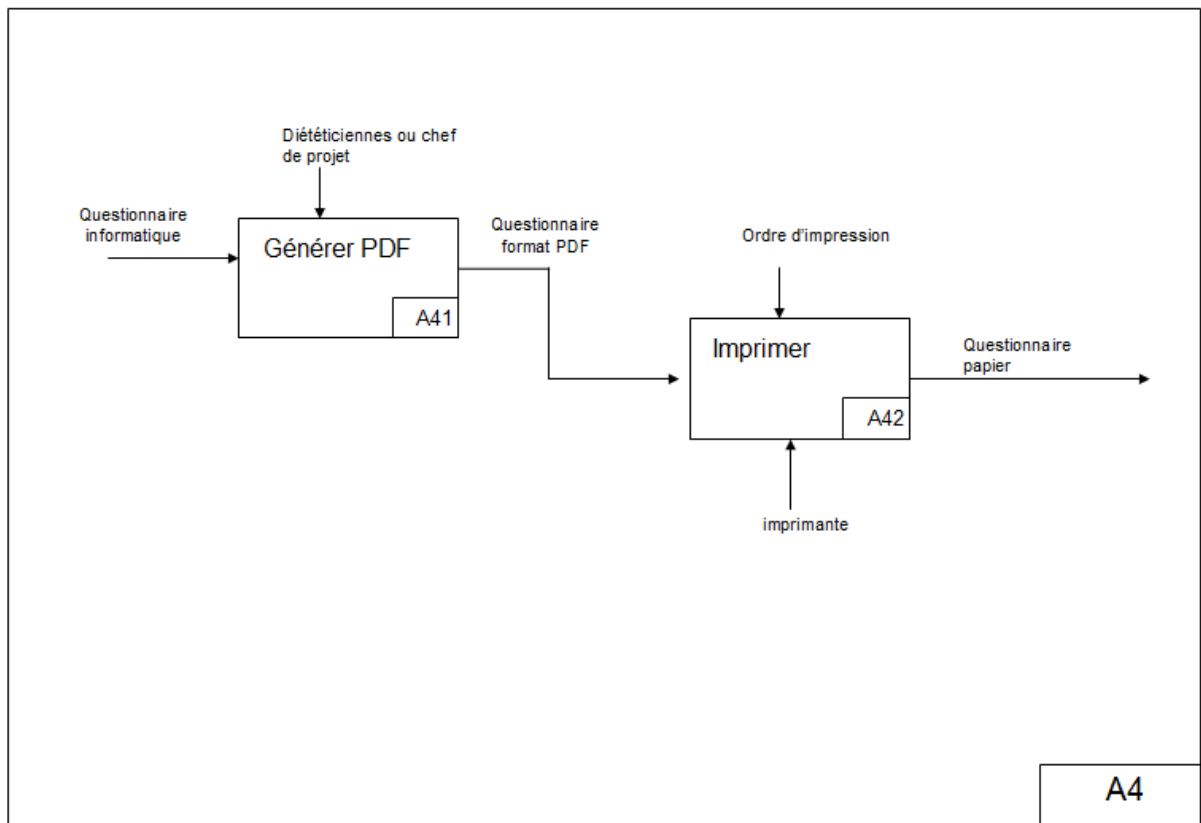 Diététiciennes ou chef
de projet
Questionnaire
informatique
Générer PDF
A41
Questionnaire
format PDF
Ordre d'impression
Imprimer
A42
Questionnaire
papier
imprimante
A4